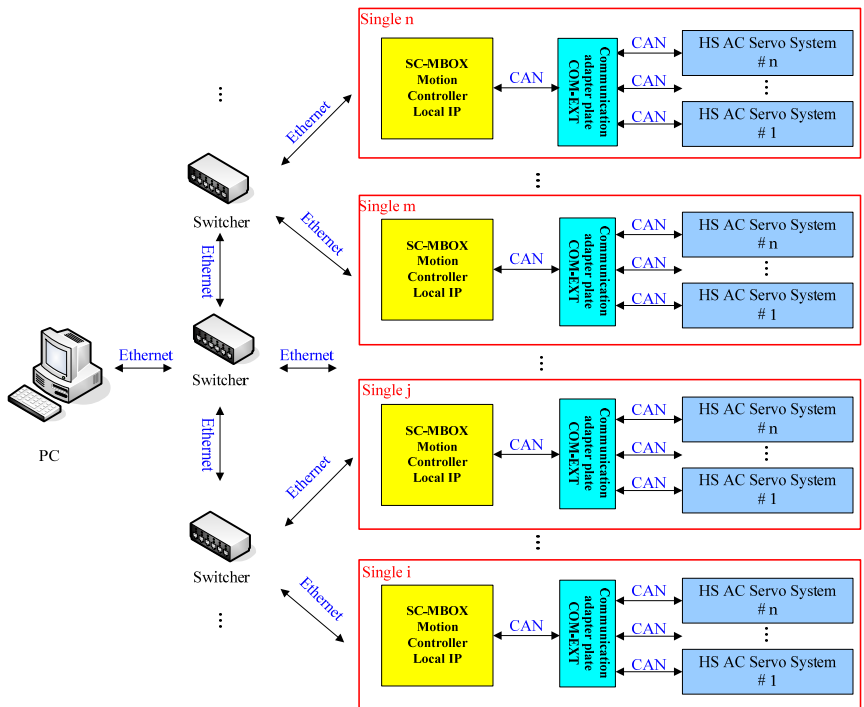 Single n
SC-MBOX
Motion
Controller
Local IP
CAN
Communication
adapter plate
COM-EXT
CAN
HS AC Servo System
# n
CAN
CAN
HS AC Servo System
# 1
Ethernet
Switcher
Ethernet
Ethernet
Single m
SC-MBOX
Motion
Controller
Local IP
CAN
Communication
adapter plate
COM-EXT
CAN
HS AC Servo System
# n
CAN
CAN
HS AC Servo System
# 1
PC
Ethernet
Switcher
Ethernet
Ethernet
Single j
SC-MBOX
Motion
Controller
Local IP
CAN
Communication
adapter plate
COM-EXT
CAN
HS AC Servo System
# n
CAN
CAN
HS AC Servo System
# 1
Ethernet
Switcher
Ethernet
Single i
SC-MBOX
Motion
Controller
Local IP
CAN
Communication
adapter plate
COM-EXT
CAN
HS AC Servo System
# n
CAN
CAN
HS AC Servo System
# 1